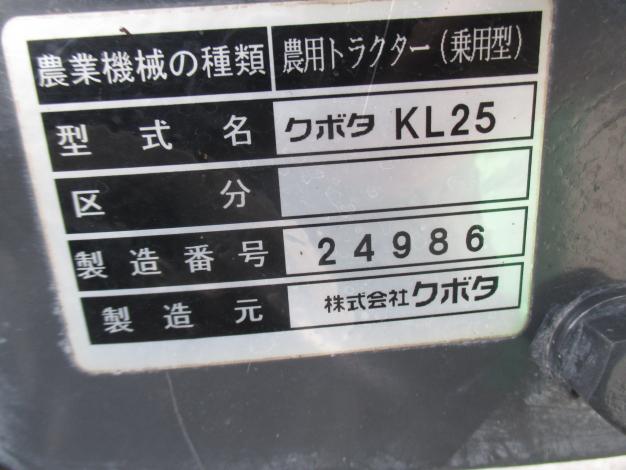 農業機械の種類 農用トラクター(乗用型)
型式名 クボタ KL25
区分
製造番号 24986
製造元 株式会社クボタ